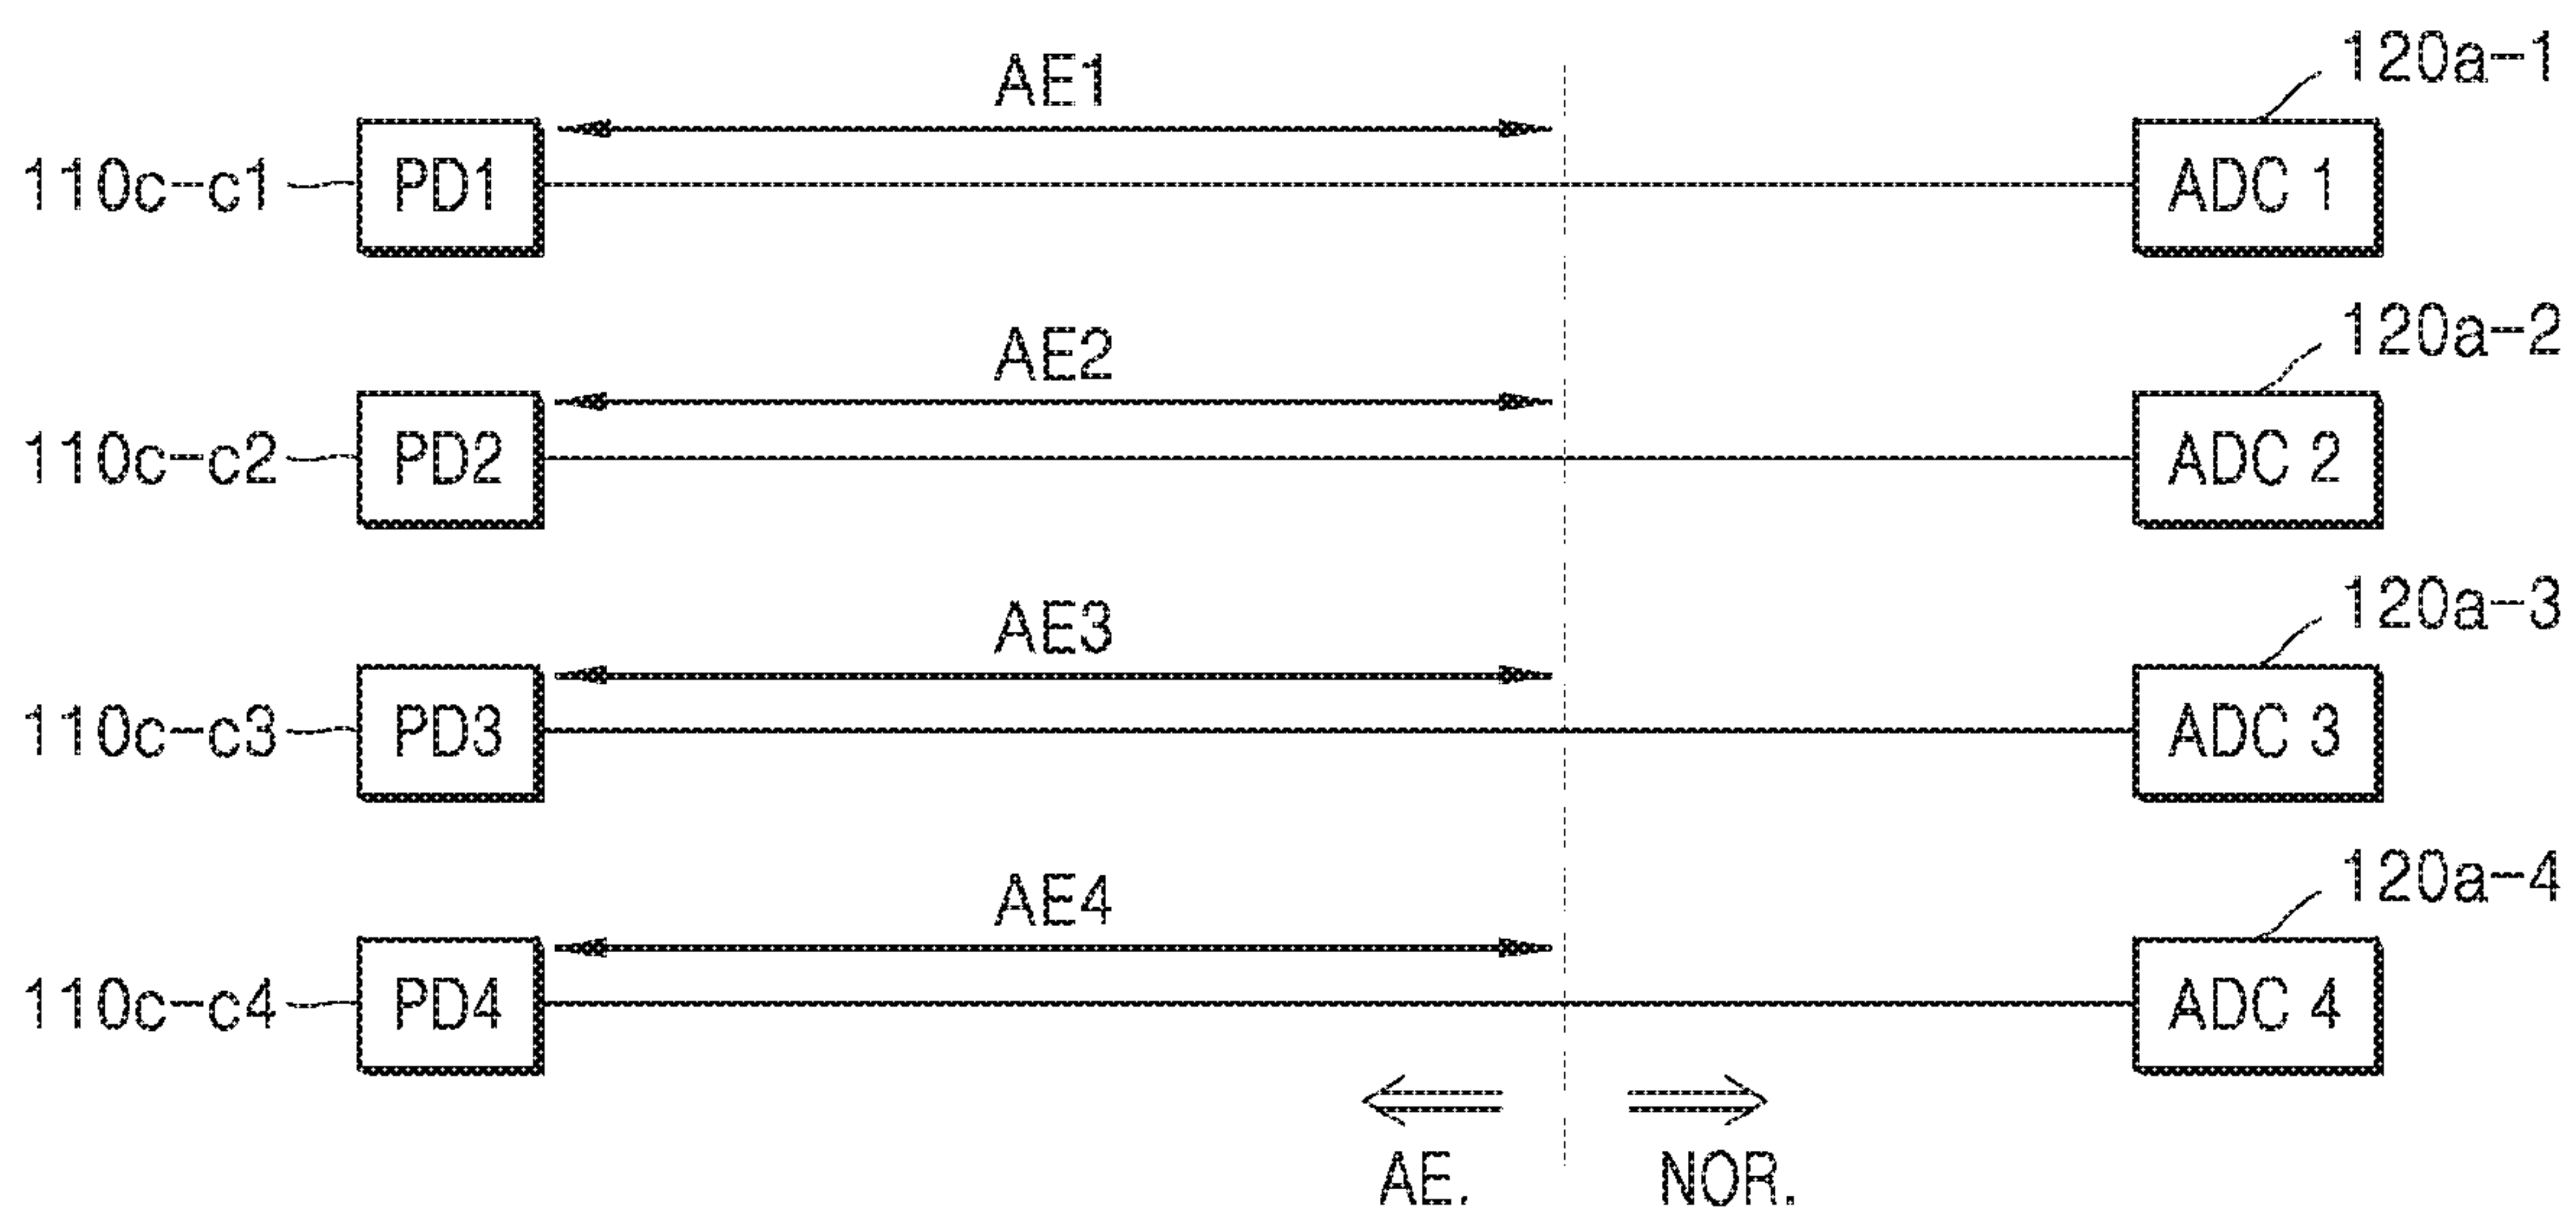 AE1 120a-1
110c-c1 PD1 ADC 1
AE2 120a-2
110c-c2 PD2 ADC 2
AE3 120a-3
110c-c3 PD3 ADC 3
AE4 120a-4
110c-c4 PD4 ADC 4
AE. NOR.